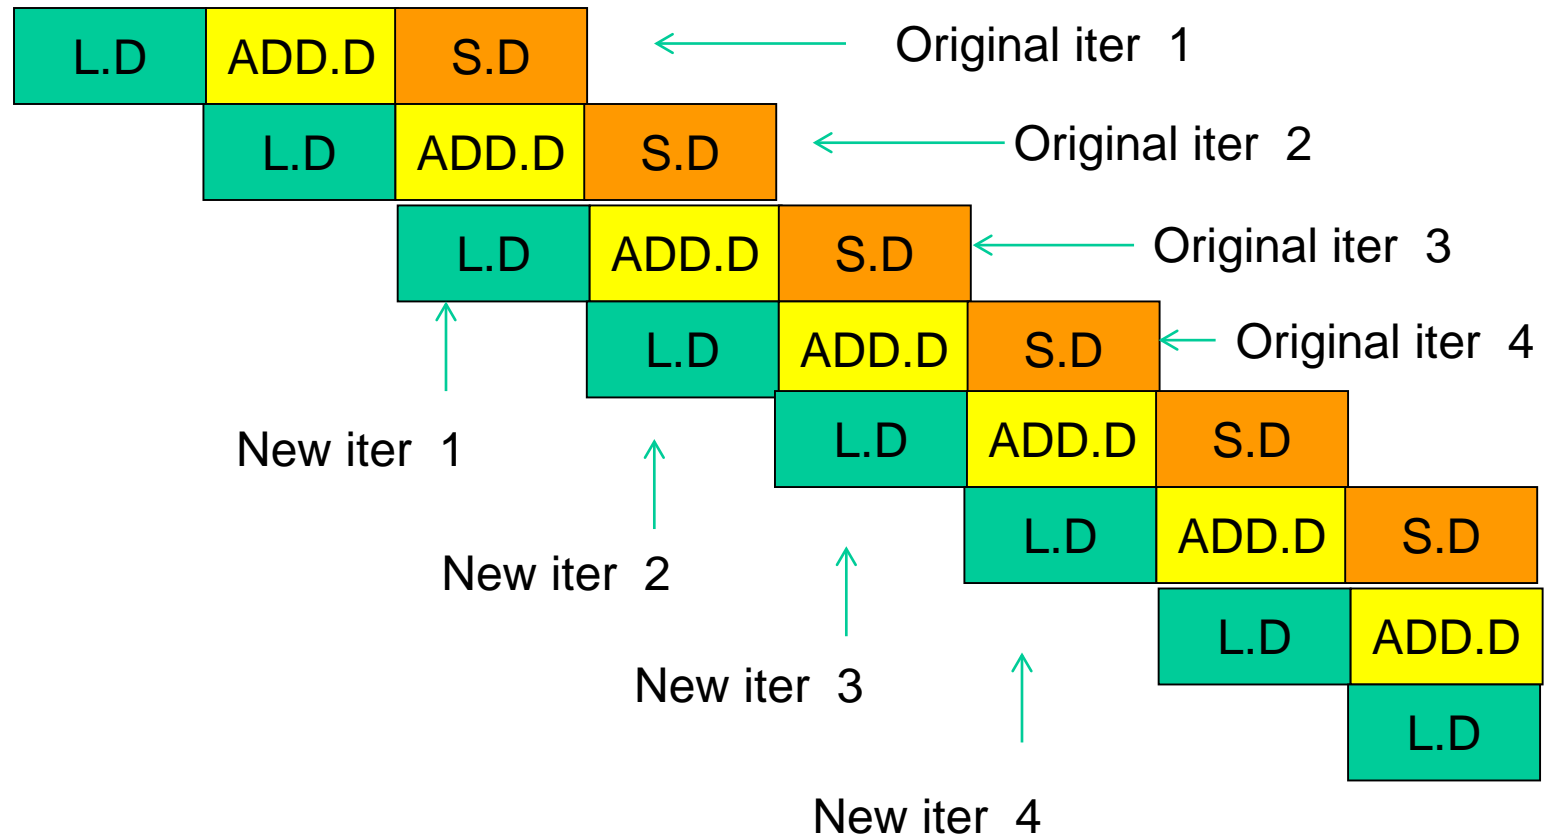 L.D ADD.D S.D Original iter 1
L.D ADD.D S.D Original iter 2
L.D ADD.D S.D Original iter 3
L.D ADD.D S.D Original iter 4
New iter 1 L.D ADD.D S.D
L.D ADD.D S.D
New iter 2
L.D ADD.D
New iter 3
L.D
New iter 4